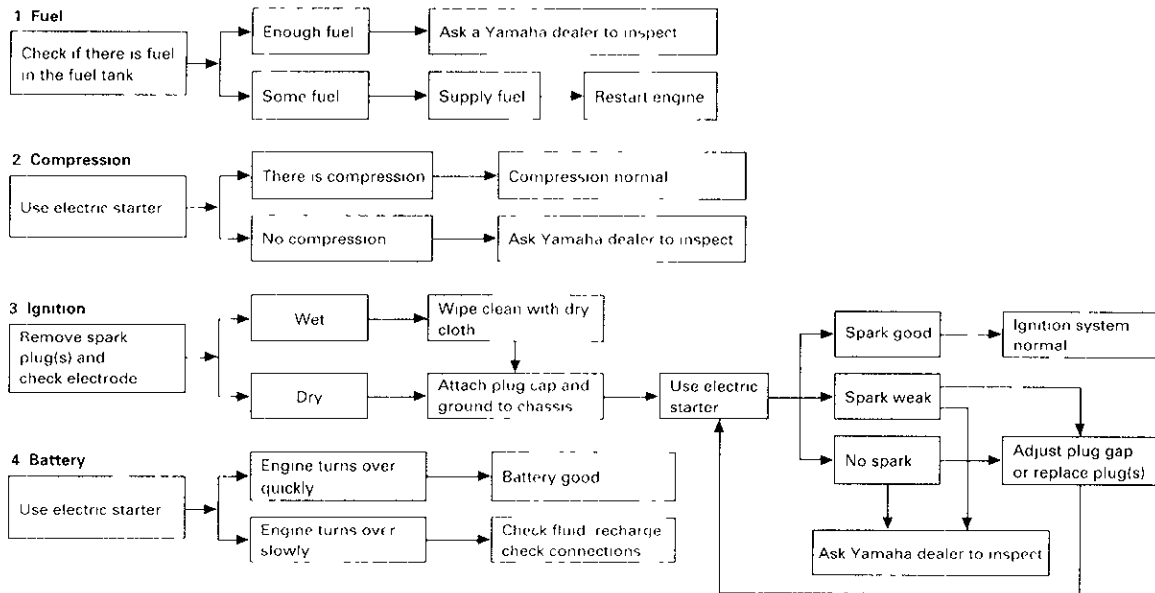 1 Fuel
Check if there is fuel
in the fuel tank
Enough fuel
Ask a Yamaha dealer to inspect
Some fuel
Supply fuel
Restart engine
2 Compression
Use electric starter
There is compression
Compression normal
No compression
Ask Yamaha dealer to inspect
3 Ignition
Remove spark
plug(s) and
check electrode
Wet
Wipe clean with dry
cloth
Dry
Attach plug cap and
ground to chassis
Use electric
starter
Spark good
Ignition system
normal
Spark weak
No spark
Adjust plug gap
or replace plug(s)
Ask Yamaha dealer to inspect
4 Battery
Use electric starter
Engine turns over
quickly
Battery good
Engine turns over
slowly
Check fluid recharge
check connections